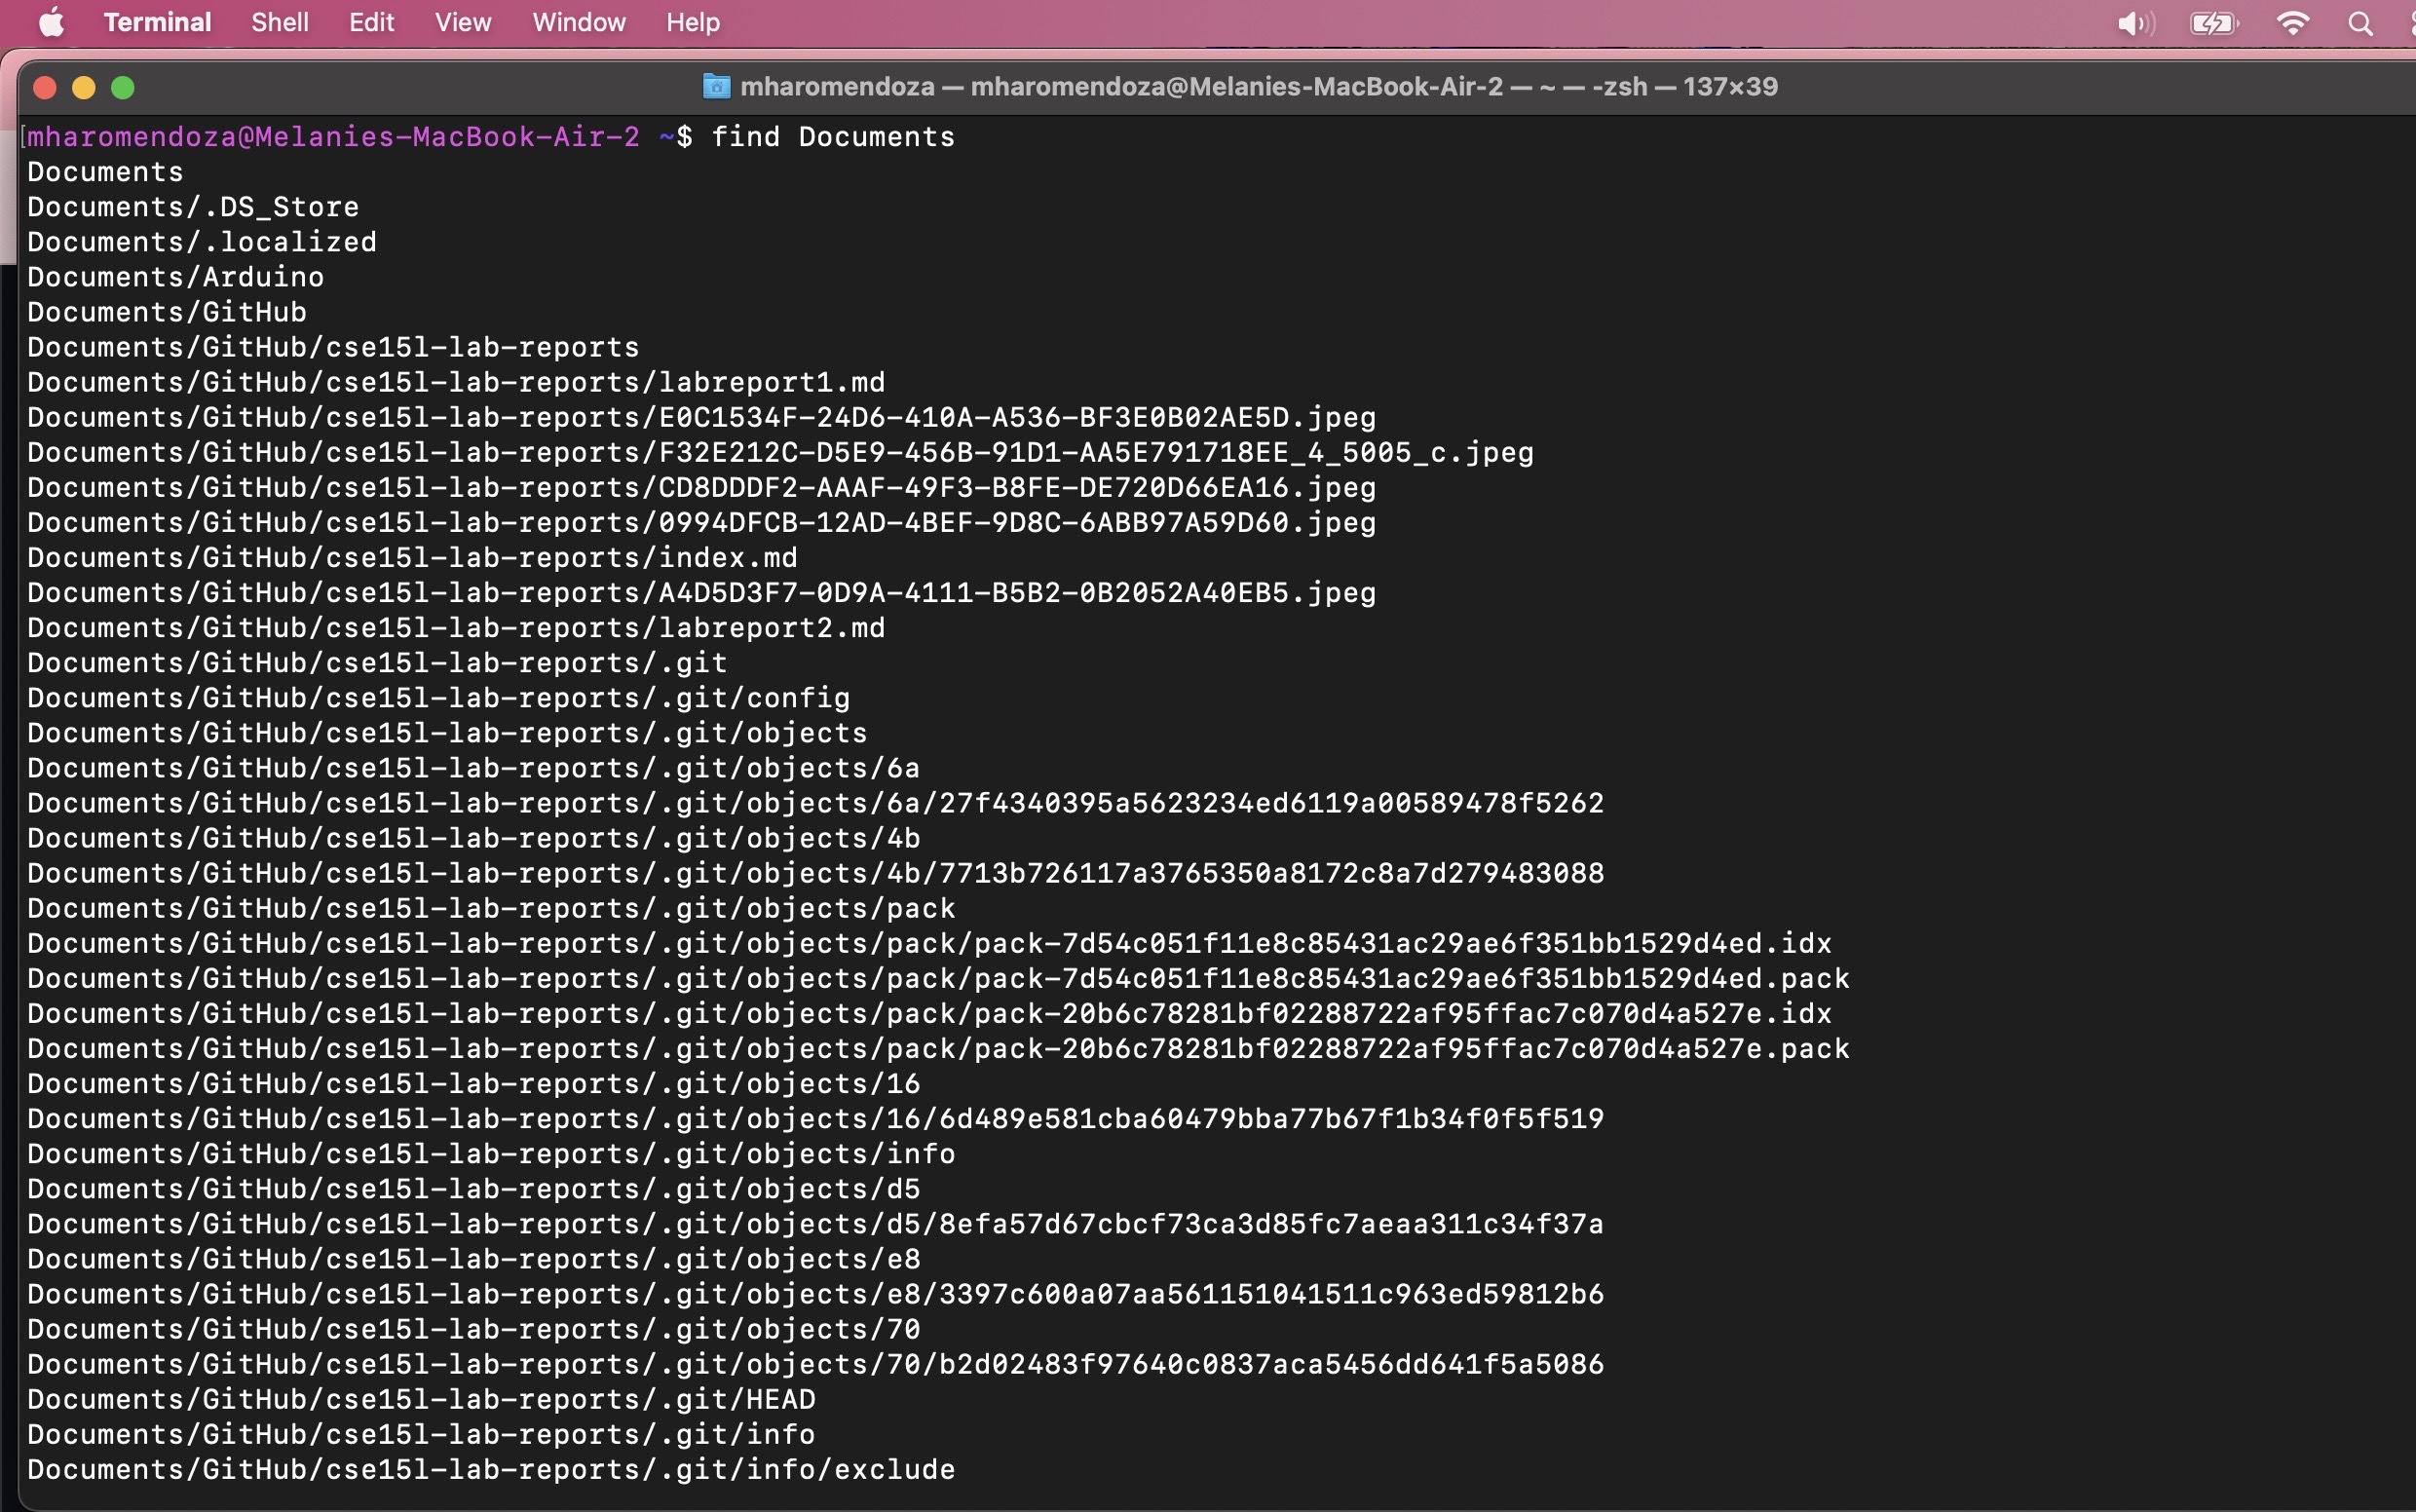 Terminal Shell Edit View Window Help
mharomendoza — mharomendoza@Melanies-MacBook-Air-2 — ~ — -zsh — 137×39
[mharomendoza@Melanies-MacBook-Air-2 ~$ find Documents
Documents
Documents/.DS_Store
Documents/.localized
Documents/Arduino
Documents/GitHub
Documents/GitHub/cse15l-lab-reports
Documents/GitHub/cse15l-lab-reports/labreport1.md
Documents/GitHub/cse15l-lab-reports/E0C1534F-24D6-410A-A536-BF3E0B02AE5D.jpeg
Documents/GitHub/cse15l-lab-reports/F32E212C-D5E9-456B-91D1-AA5E791718EE_4_5005_c.jpeg
Documents/GitHub/cse15l-lab-reports/CD8DDDF2-AAAF-49F3-B8FE-DE720D66EA16.jpeg
Documents/GitHub/cse15l-lab-reports/0994DFCB-12AD-4BEF-9D8C-6ABB97A59D60.jpeg
Documents/GitHub/cse15l-lab-reports/index.md
Documents/GitHub/cse15l-lab-reports/A4D5D3F7-0D9A-4111-B5B2-0B2052A40EB5.jpeg
Documents/GitHub/cse15l-lab-reports/labreport2.md
Documents/GitHub/cse15l-lab-reports/.git
Documents/GitHub/cse15l-lab-reports/.git/config
Documents/GitHub/cse15l-lab-reports/.git/objects
Documents/GitHub/cse15l-lab-reports/.git/objects/6a
Documents/GitHub/cse15l-lab-reports/.git/objects/6a/27f4340395a5623234ed6119a00589478f5262
Documents/GitHub/cse15l-lab-reports/.git/objects/4b
Documents/GitHub/cse15l-lab-reports/.git/objects/4b/7713b726117a3765350a8172c8a7d279483088
Documents/GitHub/cse15l-lab-reports/.git/objects/pack
Documents/GitHub/cse15l-lab-reports/.git/objects/pack/pack-7d54c051f11e8c85431ac29ae6f351bb1529d4ed.idx
Documents/GitHub/cse15l-lab-reports/.git/objects/pack/pack-7d54c051f11e8c85431ac29ae6f351bb1529d4ed.pack
Documents/GitHub/cse15l-lab-reports/.git/objects/pack/pack-20b6c78281bf02288722af95ffac7c070d4a527e.idx
Documents/GitHub/cse15l-lab-reports/.git/objects/pack/pack-20b6c78281bf02288722af95ffac7c070d4a527e.pack
Documents/GitHub/cse15l-lab-reports/.git/objects/16
Documents/GitHub/cse15l-lab-reports/.git/objects/16/6d489e581cba60479bba77b67f1b34f0f5f519
Documents/GitHub/cse15l-lab-reports/.git/objects/info
Documents/GitHub/cse15l-lab-reports/.git/objects/d5
Documents/GitHub/cse15l-lab-reports/.git/objects/d5/8efa57d67cbcf73ca3d85fc7aeaa311c34f37a
Documents/GitHub/cse15l-lab-reports/.git/objects/e8
Documents/GitHub/cse15l-lab-reports/.git/objects/e8/3397c600a07aa561151041511c963ed59812b6
Documents/GitHub/cse15l-lab-reports/.git/objects/70
Documents/GitHub/cse15l-lab-reports/.git/objects/70/b2d02483f97640c0837aca5456dd641f5a5086
Documents/GitHub/cse15l-lab-reports/.git/HEAD
Documents/GitHub/cse15l-lab-reports/.git/info
Documents/GitHub/cse15l-lab-reports/.git/info/exclude